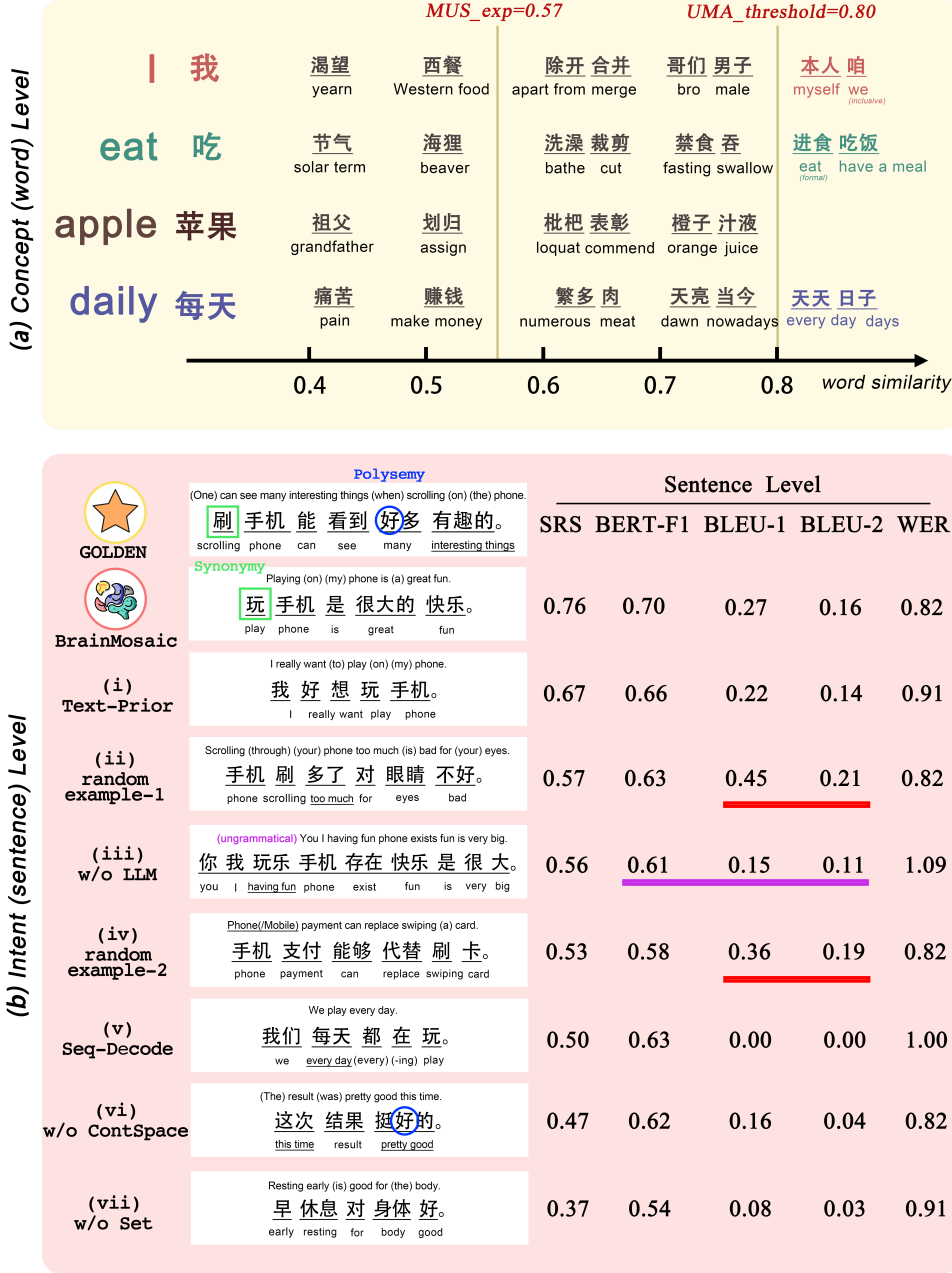 MUS_exp=0.57 UMA_threshold=0.80
(a) Concept (word) Level
I 我 渴望 西餐 除开 合并 哥们 男子 本人 咱
yearn Western food apart from merge bro male myself we
(inclusive)
eat 吃 节气 海狸 洗澡 裁剪 禁食 吞 进食 吃饭
solar term beaver bathe cut fasting swallow eat have a meal
(formal)
apple 苹果 祖父 划归 枇杷 表彰 橙子 汁液
grandfather assign loquat commend orange juice
daily 每天 痛苦 赚钱 繁多 肉 天亮 当今 天天 日子
pain make money numerous meat dawn nowadays every day days
0.4 0.5 0.6 0.7 0.8 word similarity
(b) Intent (sentence) Level
Polysemy
Sentence Level
SRS BERT-F1 BLEU-1 BLEU-2 WER
GOLDEN
(One) can see many interesting things (when) scrolling (on) (the) phone.
刷 手机 能 看到 好多 有趣的。
scrolling phone can see many interesting things
Synonymy
BrainMosaic
Playing (on) (my) phone is (a) great fun.
玩 手机 是 很大的 快乐。
play phone is great fun
0.76 0.70 0.27 0.16 0.82
(i)
Text-Prior
I really want (to) play (on) (my) phone.
我 好 想 玩 手机。
I really want play phone
0.67 0.66 0.22 0.14 0.91
(ii)
random
example-1
Scrolling (through) (your) phone too much (is) bad for (your) eyes.
手机 刷 多了 对 眼睛 不好。
phone scrolling too much for eyes bad
0.57 0.63 0.45 0.21 0.82
(iii)
w/o LLM
(ungrammatical) You I having fun phone exists fun is very big.
你 我 玩乐 手机 存在 快乐 是 很 大。
you I having fun phone exist fun is very big
0.56 0.61 0.15 0.11 1.09
(iv)
random
example-2
Phone(/Mobile) payment can replace swiping (a) card.
手机 支付 能够 代替 刷 卡。
phone payment can replace swiping card
0.53 0.58 0.36 0.19 0.82
(v)
Seq-Decode
We play every day.
我们 每天 都 在 玩。
we every day (every) (-ing) play
0.50 0.63 0.00 0.00 1.00
(vi)
w/o ContSpace
(The) result (was) pretty good this time.
这次 结果 挺好的。
this time result pretty good
0.47 0.62 0.16 0.04 0.82
(vii)
w/o Set
Resting early (is) good for (the) body.
早 休息 对 身体 好。
early resting for body good
0.37 0.54 0.08 0.03 0.91